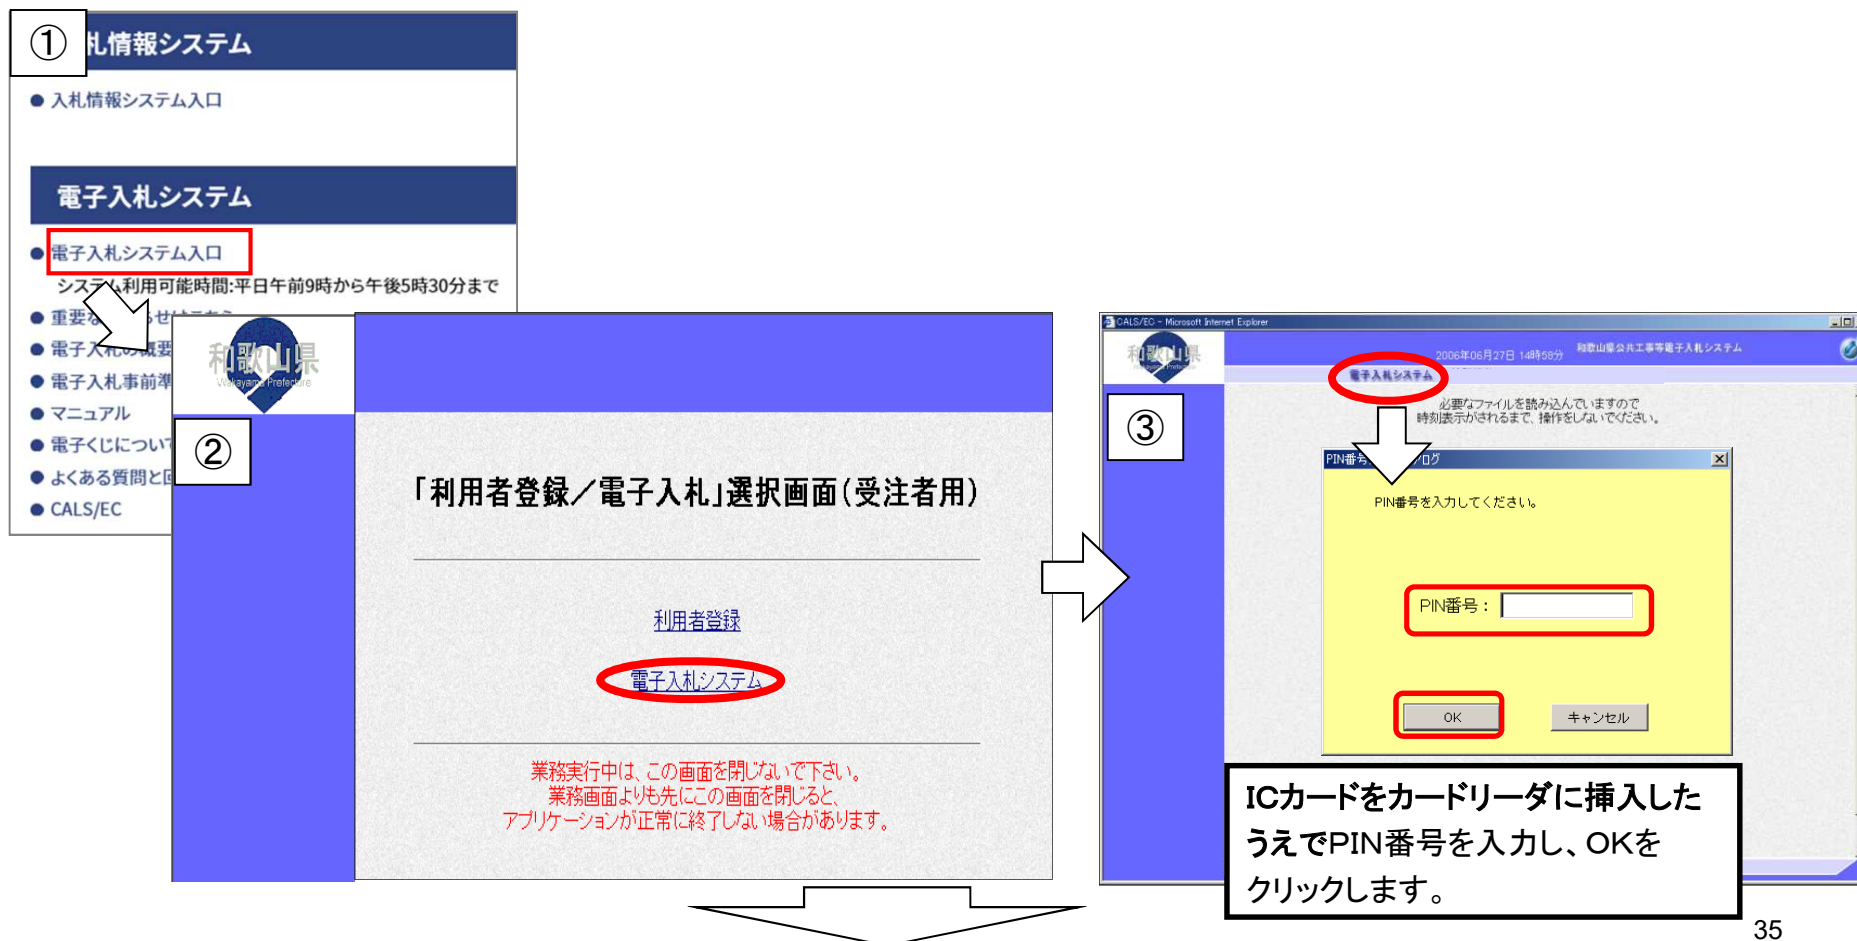 ①
札情報システム
● 入札情報システム入口
電子入札システム
● 電子入札システム入口
システム利用可能時間:平日午前9時から午後5時30分まで
● 重要な
● 電子入札の概要
● 電子入札事前準
● マニュアル
● 電子くじについて
● よくある質問と回
● CALS/EC
②
和歌山県
Wakayama Prefecture
「利用者登録／電子入札」選択画面（受注者用）
利用者登録
電子入札システム
業務実行中は、この画面を閉じないで下さい。
業務画面よりも先にこの画面を閉じると、
アプリケーションが正常に終了しない場合があります。
③
CALS/EC - Microsoft Internet Explorer
和歌山県
2006年06月27日 14時58分
和歌山県公共工事等電子入札システム
電子入札システム
必要なファイルを読み込んでいますので
時刻表示がされるまで、操作をしないでください。
PIN番号
PIN番号を入力してください。
PIN番号：
OK
キャンセル
ICカードをカードリーダに挿入した
うえでPIN番号を入力し、OKを
クリックします。
35